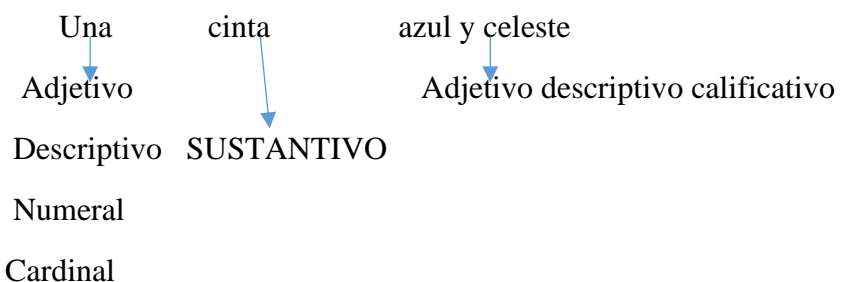 Una cinta azul y celeste
Adjetivo Adjetivo descriptivo calificativo
Descriptivo SUSTANTIVO
Numeral
Cardinal